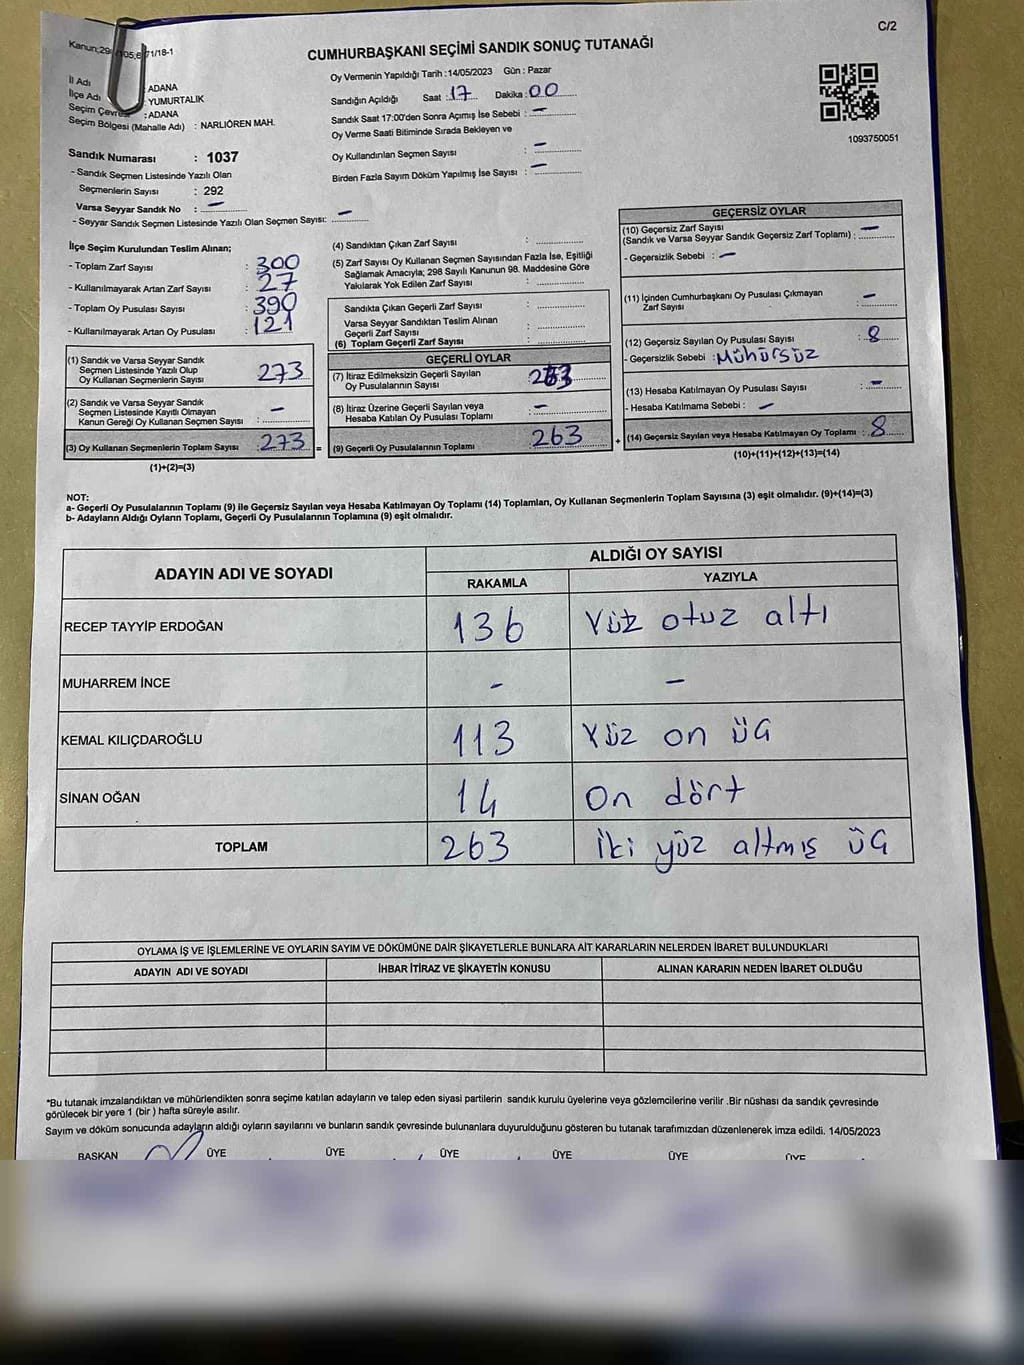 C/2
Kanun:29 105,6 71/18-1
CUMHURBAŞKANI SEÇİMİ SANDIK SONUÇ TUTANAĞI
İl Adı : ADANA
İlçe Adı : YUMURTALIK
Seçim Çevre : ADANA
Seçim Bölgesi (Mahalle Adı) : NARLIÖREN MAH.
Sandık Numarası : 1037
- Sandık Seçmen Listesinde Yazılı Olan
Seçmenlerin Sayısı : 292
Varsa Seyyar Sandık No : –
- Seyyar Sandık Seçmen Listesinde Yazılı Olan Seçmen Sayısı: –
Oy Vermenin Yapıldığı Tarih : 14/05/2023 Gün : Pazar
Sandığın Açıldığı Saat : 17 Dakika : 00
Sandık Saat 17:00'den Sonra Açımış İse Sebebi : –
Oy Verme Saati Bitiminde Sırada Bekleyen ve
Oy Kullandırılan Seçmen Sayısı : –
Birden Fazla Sayım Döküm Yapılmış İse Sayısı : –
1093750051
İlçe Seçim Kurulundan Teslim Alınan;
- Toplam Zarf Sayısı : 300
- Kullanılmayarak Artan Zarf Sayısı : 27
- Toplam Oy Pusulası Sayısı : 390
- Kullanılmayarak Artan Oy Pusulası : 121
(1) Sandık ve Varsa Seyyar Sandık
Seçmen Listesinde Yazılı Olup
Oy Kullanan Seçmenlerin Sayısı : 273
(2) Sandık ve Varsa Seyyar Sandık
Seçmen Listesinde Kayıtlı Olmayan
Kanun Gereği Oy Kullanan Seçmen Sayısı : –
(3) Oy Kullanan Seçmenlerin Toplam Sayısı : 273 =
(1)+(2)=(3)
(4) Sandıktan Çıkan Zarf Sayısı :
(5) Zarf Sayısı Oy Kullanan Seçmen Sayısından Fazla İse, Eşitliği
Sağlamak Amacıyla; 298 Sayılı Kanunun 98. Maddesine Göre
Yakılarak Yok Edilen Zarf Sayısı :
Sandıkta Çıkan Geçerli Zarf Sayısı :
Varsa Seyyar Sandıktan Teslim Alınan
Geçerli Zarf Sayısı :
(6) Toplam Geçerli Zarf Sayısı :
GEÇERLİ OYLAR
(7) İtiraz Edilmeksizin Geçerli Sayılan
Oy Pusulalarının Sayısı : 263
(8) İtiraz Üzerine Geçerli Sayılan veya
Hesaba Katılan Oy Pusulası Toplamı : –
(9) Geçerli Oy Pusulalarının Toplamı : 263 +
GEÇERSİZ OYLAR
(10) Geçersiz Zarf Sayısı
(Sandık ve Varsa Seyyar Sandık Geçersiz Zarf Toplamı) : –
- Geçersizlik Sebebi : –
(11) İçinden Cumhurbaşkanı Oy Pusulası Çıkmayan
Zarf Sayısı : –
(12) Geçersiz Sayılan Oy Pusulası Sayısı : 8
- Geçersizlik Sebebi : Mühürsüz
(13) Hesaba Katılmayan Oy Pusulası Sayısı : –
- Hesaba Katılmama Sebebi : –
(14) Geçersiz Sayılan veya Hesaba Katılmayan Oy Toplamı : 8
(10)+(11)+(12)+(13)=(14)
NOT:
a- Geçerli Oy Pusulalarının Toplamı (9) ile Geçersiz Sayılan veya Hesaba Katılmayan Oy Toplamı (14) Toplamları, Oy Kullanan Seçmenlerin Toplam Sayısına (3) eşit olmalıdır. (9)+(14)=(3)
b- Adayların Aldığı Oyların Toplamı, Geçerli Oy Pusulalarının Toplamına (9) eşit olmalıdır.
ADAYIN ADI VE SOYADI
ALDIĞI OY SAYISI
RAKAMLA YAZIYLA
RECEP TAYYİP ERDOĞAN 136 Yüz otuz altı
MUHARREM İNCE – –
KEMAL KILIÇDAROĞLU 113 Yüz on üç
SİNAN OĞAN 14 On dört
TOPLAM 263 İki yüz altmış üç
OYLAMA İŞ VE İŞLEMLERİNE VE OYLARIN SAYIM VE DÖKÜMÜNE DAİR ŞİKAYETLERLE BUNLARA AİT KARARLARIN NELERDEN İBARET BULUNDUKLARI
ADAYIN ADI VE SOYADI İHBAR İTİRAZ VE ŞİKAYETİN KONUSU ALINAN KARARIN NEDEN İBARET OLDUĞU
*Bu tutanak imzalandıktan ve mühürlendikten sonra seçime katılan adayların ve talep eden siyasi partilerin sandık kurulu üyelerine veya gözlemcilerine verilir .Bir nüshası da sandık çevresinde
görülecek bir yere 1 (bir ) hafta süreyle asılır.
Sayım ve döküm sonucunda adayların aldığı oyların sayılarını ve bunların sandık çevresinde bulunanlara duyurulduğunu gösteren bu tutanak tarafımızdan düzenlenerek imza edildi. 14/05/2023
BAŞKAN ÜYE ÜYE ÜYE ÜYE ÜYE ÜYE